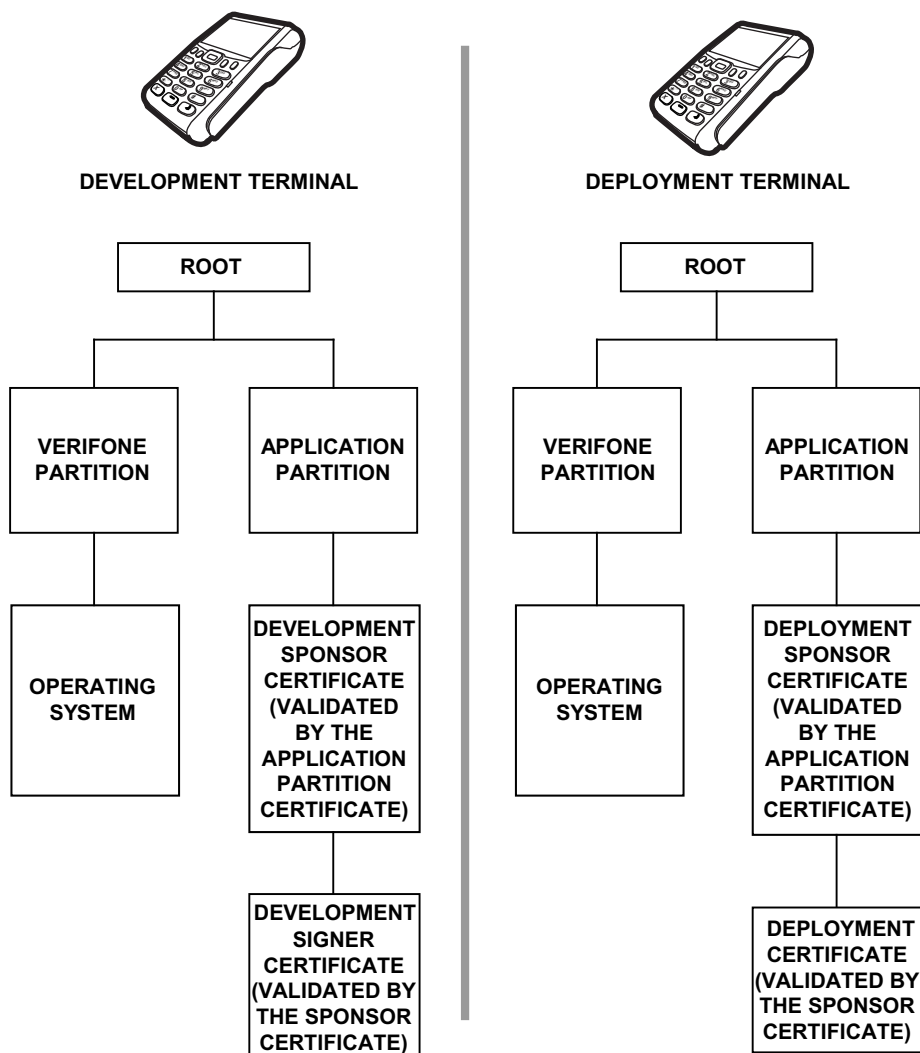 DEVELOPMENT TERMINAL
ROOT
VERIFONE
PARTITION
APPLICATION
PARTITION
OPERATING
SYSTEM
DEVELOPMENT
SPONSOR
CERTIFICATE
(VALIDATED
BY THE
APPLICATION
PARTITION
CERTIFICATE)
DEVELOPMENT
SIGNER
CERTIFICATE
(VALIDATED BY
THE SPONSOR
CERTIFICATE)
DEPLOYMENT TERMINAL
ROOT
VERIFONE
PARTITION
APPLICATION
PARTITION
OPERATING
SYSTEM
DEPLOYMENT
SPONSOR
CERTIFICATE
(VALIDATED
BY THE
APPLICATION
PARTITION
CERTIFICATE)
DEPLOYMENT
CERTIFICATE
(VALIDATED BY
THE SPONSOR
CERTIFICATE)